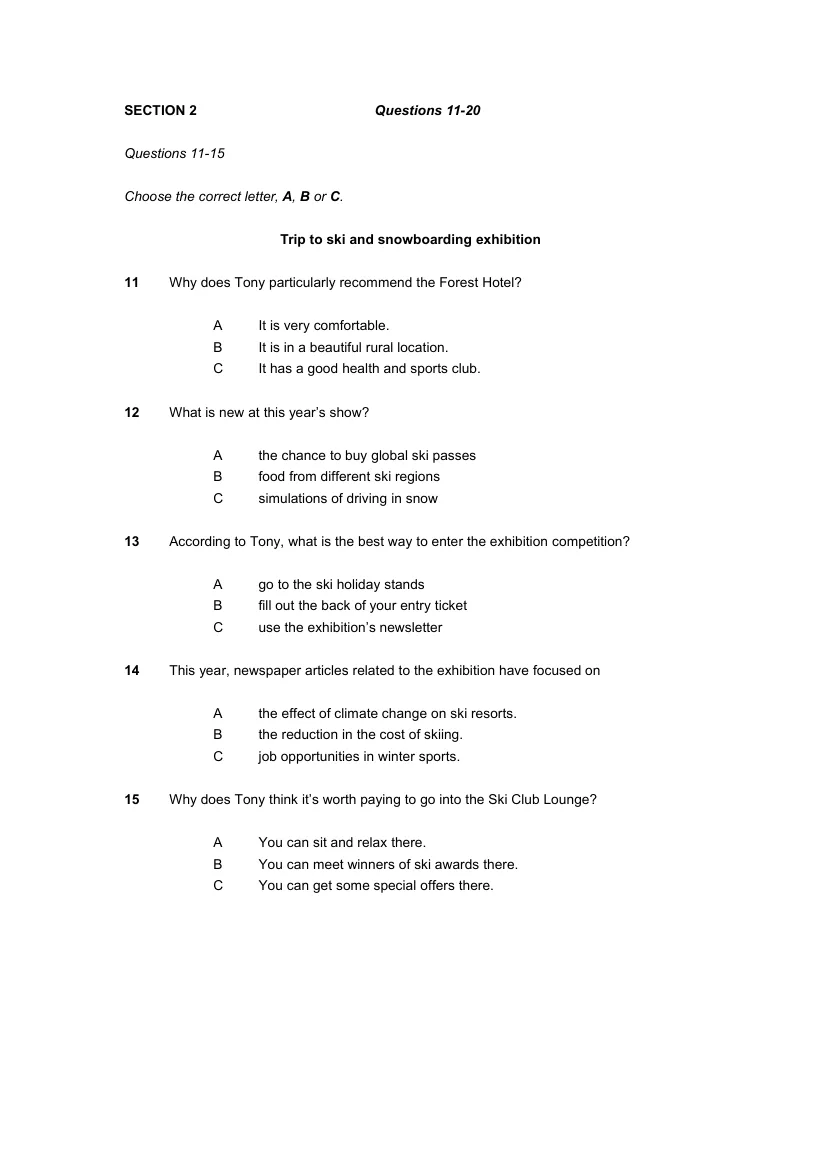 SECTION 2 Questions 11-20
Questions 11-15
Choose the correct letter, A, B or C.
Trip to ski and snowboarding exhibition
11 Why does Tony particularly recommend the Forest Hotel?
A It is very comfortable.
B It is in a beautiful rural location.
C It has a good health and sports club.
12 What is new at this year’s show?
A the chance to buy global ski passes
B food from different ski regions
C simulations of driving in snow
13 According to Tony, what is the best way to enter the exhibition competition?
A go to the ski holiday stands
B fill out the back of your entry ticket
C use the exhibition’s newsletter
14 This year, newspaper articles related to the exhibition have focused on
A the effect of climate change on ski resorts.
B the reduction in the cost of skiing.
C job opportunities in winter sports.
15 Why does Tony think it’s worth paying to go into the Ski Club Lounge?
A You can sit and relax there.
B You can meet winners of ski awards there.
C You can get some special offers there.